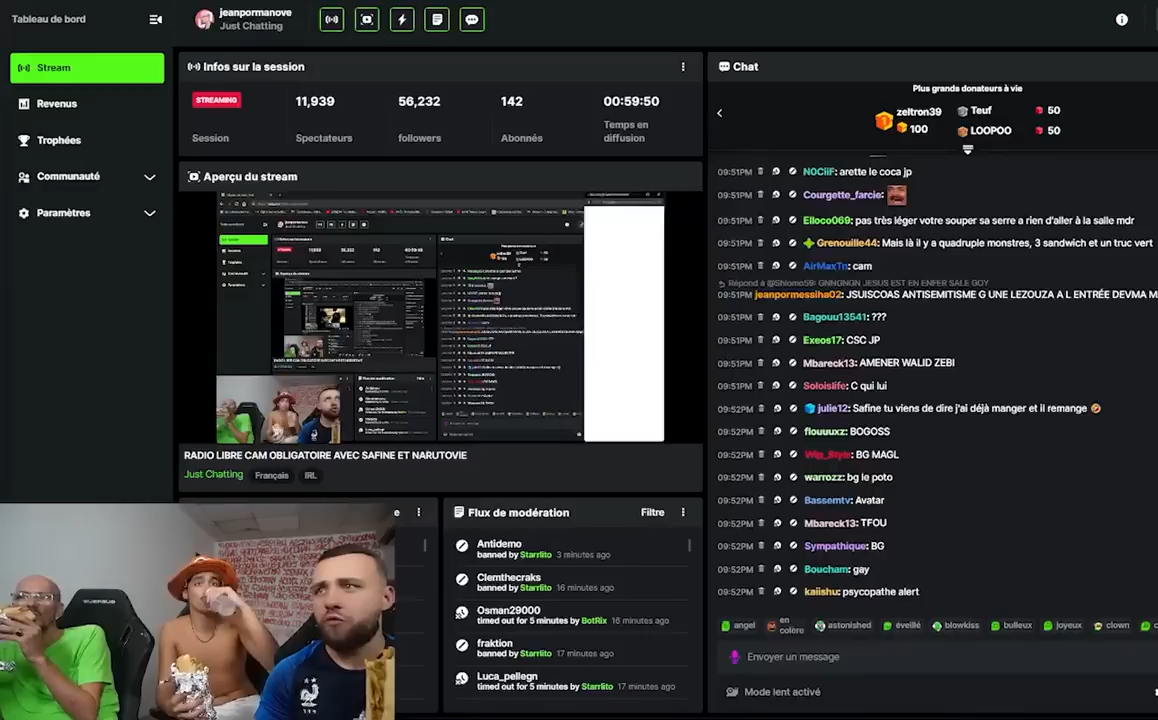 Tableau de bord
jeanpormanove
Just Chatting
Stream
Revenus
Trophées
Communauté
Paramètres
Infos sur la session
STREAMING
11,939
56,232
142
00:59:50
Session
Spectateurs
followers
Abonnés
Temps en
diffusion
Aperçu du stream
RADIO LIBRE CAM OBLIGATOIRE AVEC SAFINE ET NARUTOVIE
Just Chatting
Français
IRL
Flux de modération
Filtre
Antidemo
banned by Starrlito 3 minutes ago
Clemthecraks
banned by Starrlito 16 minutes ago
Osman29000
timed out for 5 minutes by BotRix 16 minutes ago
fraktion
banned by Starrlito 17 minutes ago
Luca_pellegn
timed out for 5 minutes by Starrlito 17 minutes ago
Chat
Plus grands donateurs à vie
zeltron39
100
Teuf
50
LOOPOO
50
09:51PM N0CiiF: arette le coca jp
09:51PM Courgette_farcie:
09:51PM Elloco069: pas très léger votre souper sa serre a rien d'aller à la salle mdr
09:51PM Grenouille44: Mais là il y a quadruple monstres, 3 sandwich et un truc vert
09:51PM AirMaxTn: cam
Répond à @Shiomo59: GNNGNGN JESUS EST EN ENFER SALE GOY
09:51PM jeanpormessiha02: JSUISCOAS ANTISEMITISME G UNE LEZOUZA A L ENTRÉE DEVMA M
09:51PM Bagouu13541: ???
09:51PM Exeos17: CSC JP
09:51PM Mbareck13: AMENER WALID ZEBI
09:51PM Soloislife: C qui lui
09:52PM julie12: Safine tu viens de dire j'ai déjà manger et il remange
09:52PM flouuuxz: BOGOSS
09:52PM Wip_Style: BG MAGL
09:52PM warrozz: bg le poto
09:52PM Bassemtv: Avatar
09:52PM Mbareck13: TFOU
09:52PM Sympathique: BG
09:52PM Boucham: gay
09:52PM kaiishu: psycopathe alert
angel
en
colère
astonished
éveillé
blowkiss
bulleux
joyeux
clown
Envoyer un message
Mode lent activé